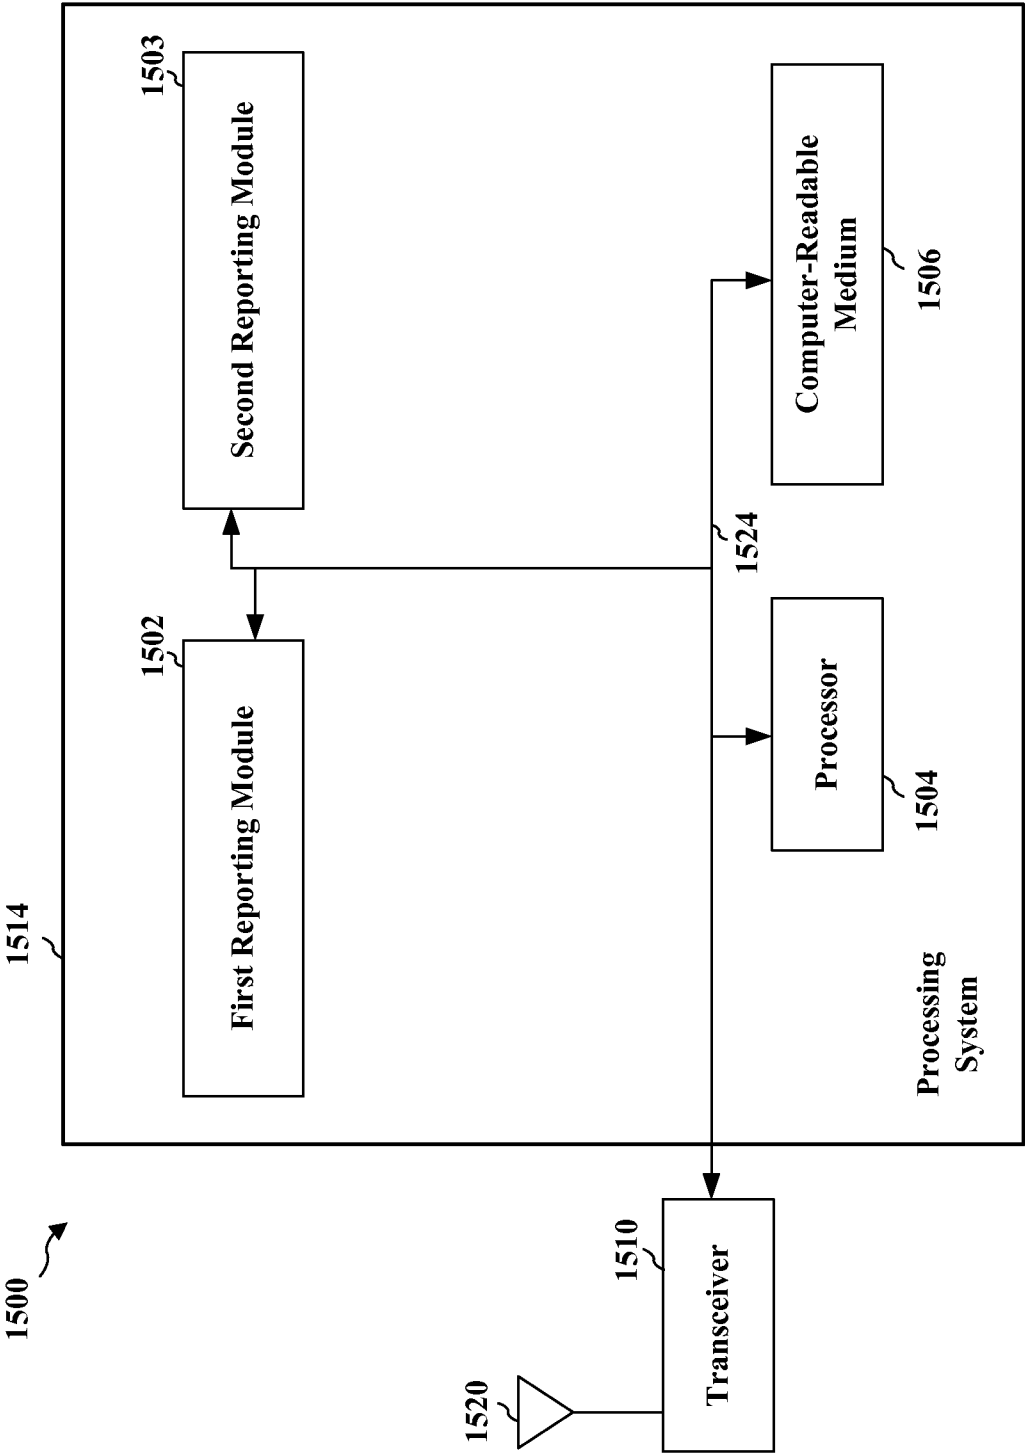 1500
1514
1502
First Reporting Module
1503
Second Reporting Module
1520
1510
Transceiver
1524
Processor
1504
Computer-Readable
Medium
1506
Processing
System